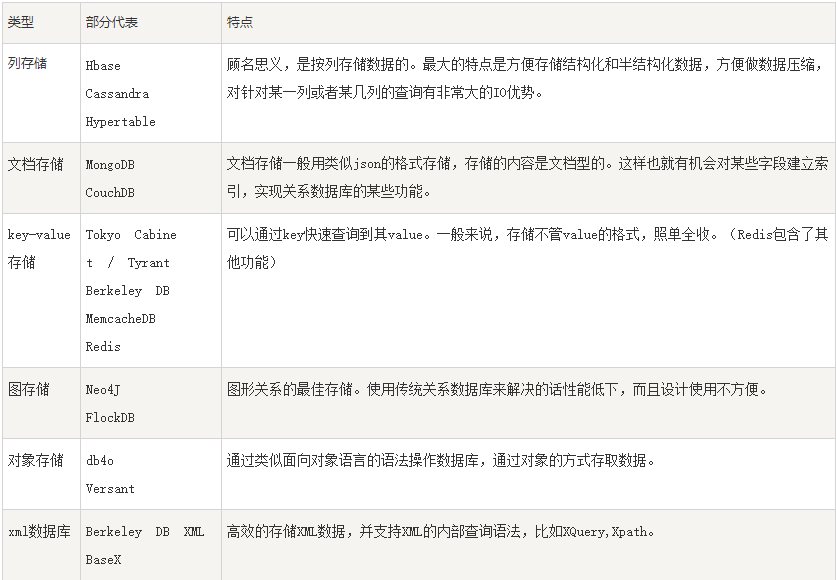 类型
部分代表
特点
列存储
Hbase
Cassandra
Hypertable
顾名思义，是按列存储数据的。最大的特点是方便存储结构化和半结构化数据，方便做数据压缩，
对针对某一列或者某几列的查询有非常大的IO优势。
文档存储
MongoDB
CouchDB
文档存储一般用类似json的格式存储，存储的内容是文档型的。这样也就有机会对某些字段建立索
引，实现关系数据库的某些功能。
key-value
存储
Tokyo Cabine
t / Tyrant
Berkeley DB
MemcacheDB
Redis
可以通过key快速查询到其value。一般来说，存储不管value的格式，照单全收。（Redis包含了其
他功能）
图存储
Neo4J
FlockDB
图形关系的最佳存储。使用传统关系数据库来解决的话性能低下，而且设计使用不方便。
对象存储
db4o
Versant
通过类似面向对象语言的语法操作数据库，通过对象的方式存取数据。
xml数据库
Berkeley DB XML
BaseX
高效的存储XML数据，并支持XML的内部查询语法，比如XQuery,Xpath。